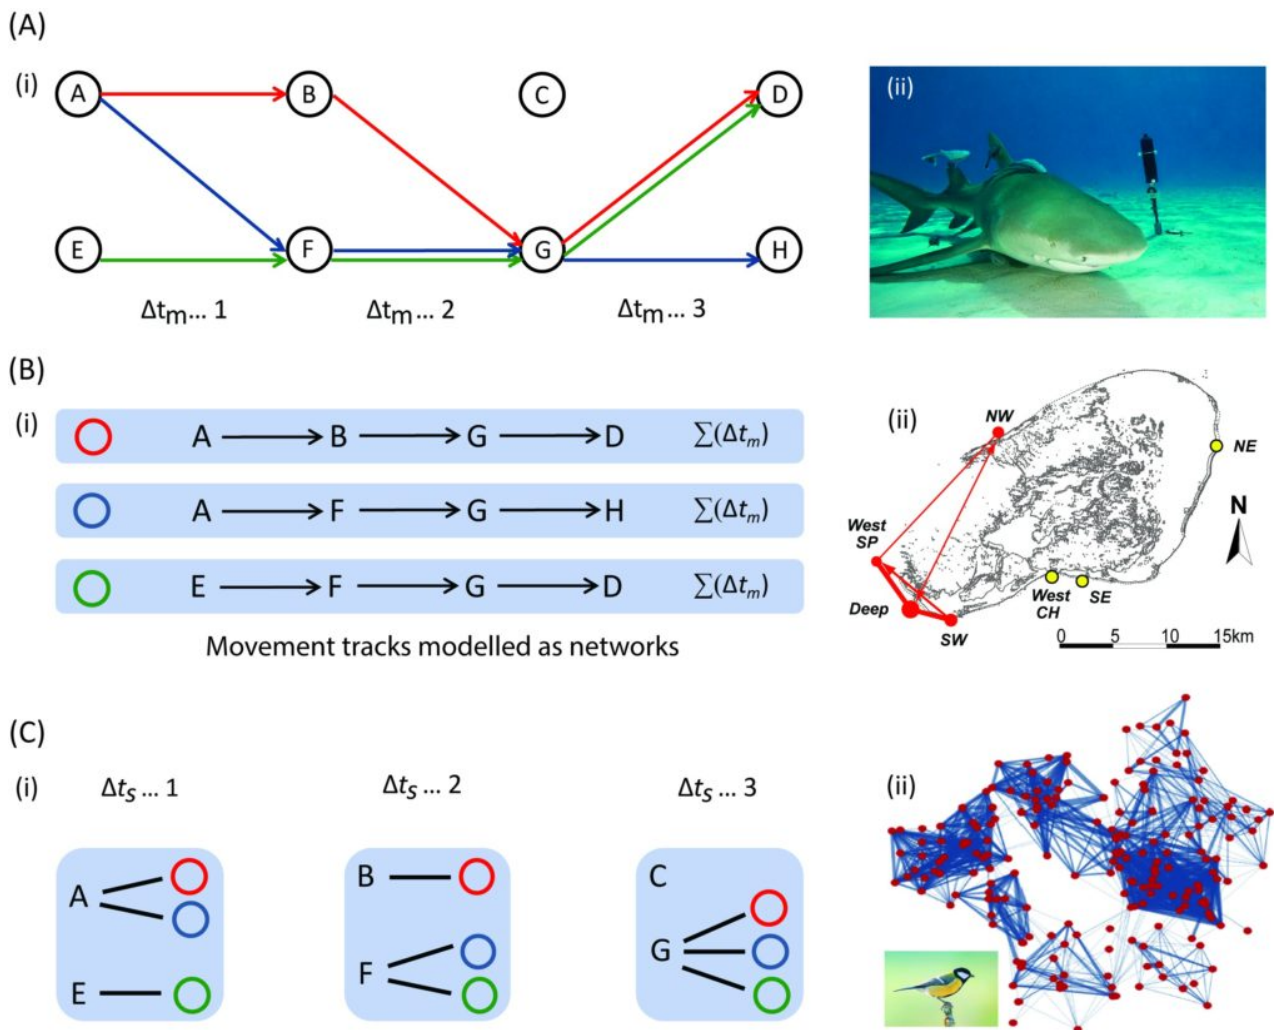 (A)
(i)
A
B
C
D
(ii)
E
F
G
H
Δtm... 1
Δtm... 2
Δtm... 3
(B)
(i)
A B G D ∑(Δtm)
A F G H ∑(Δtm)
E F G D ∑(Δtm)
Movement tracks modelled as networks
(ii)
NW
NE
N
West
SP
Deep
SW
West
CH
SE
0 5 10 15km
(C)
(i)
Δts ... 1
Δts ... 2
Δts ... 3
A
E
B
F
C
G
(ii)